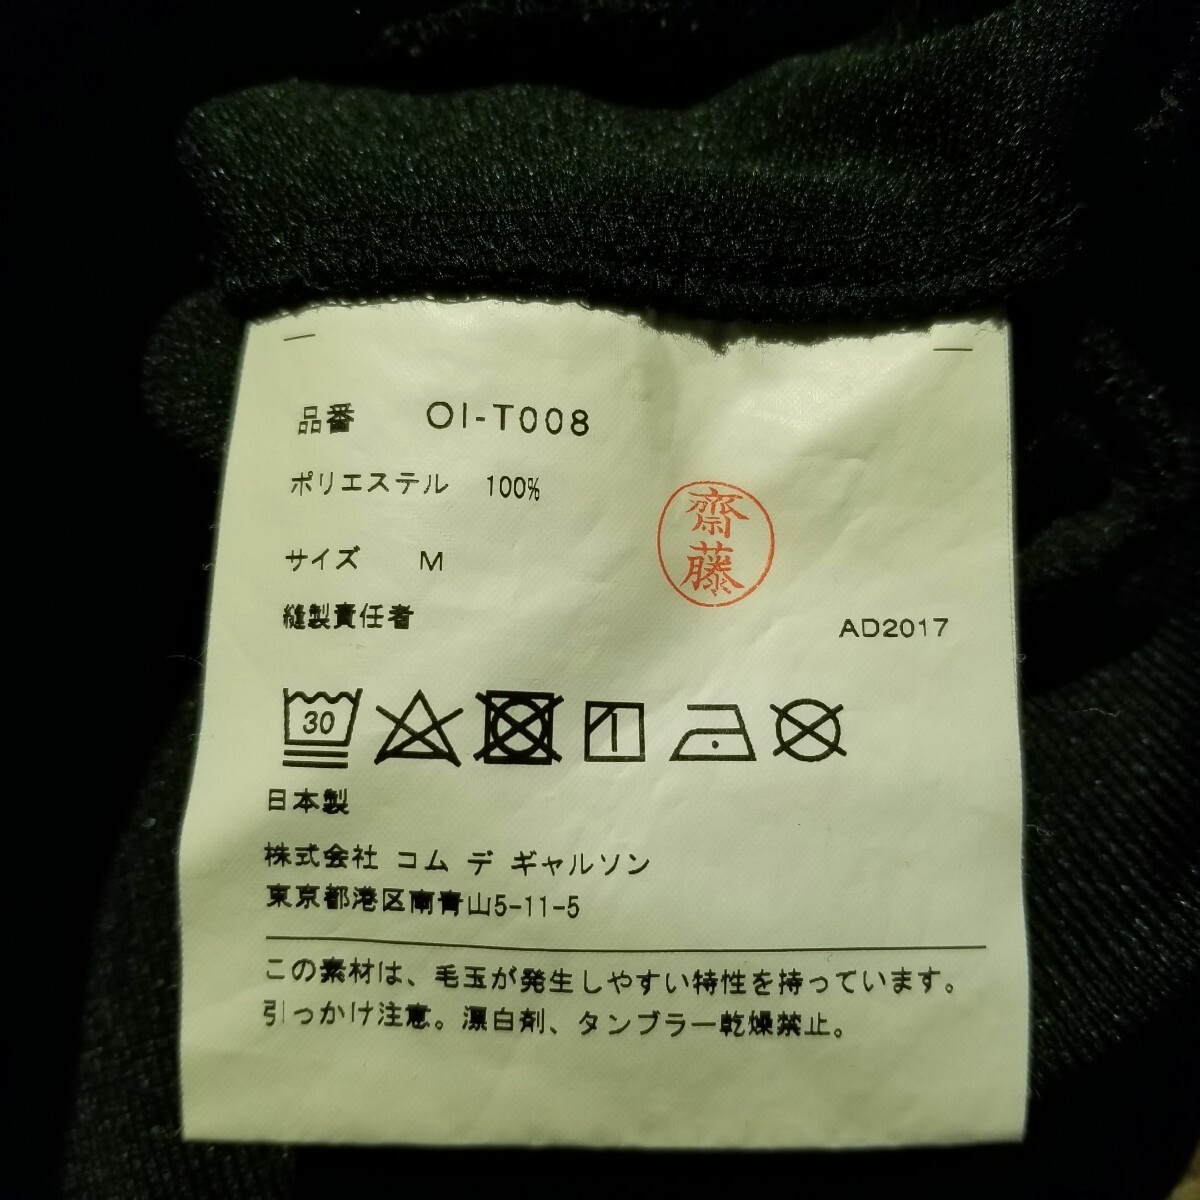 品番 OI-T008
ポリエステル 100%
サイズ M
齋藤
縫製責任者
AD2017
30
日本製
株式会社 コム デ ギャルソン
東京都港区南青山5-11-5
この素材は、毛玉が発生しやすい特性を持っています。
引っかけ注意。漂白剤、タンブラー乾燥禁止。